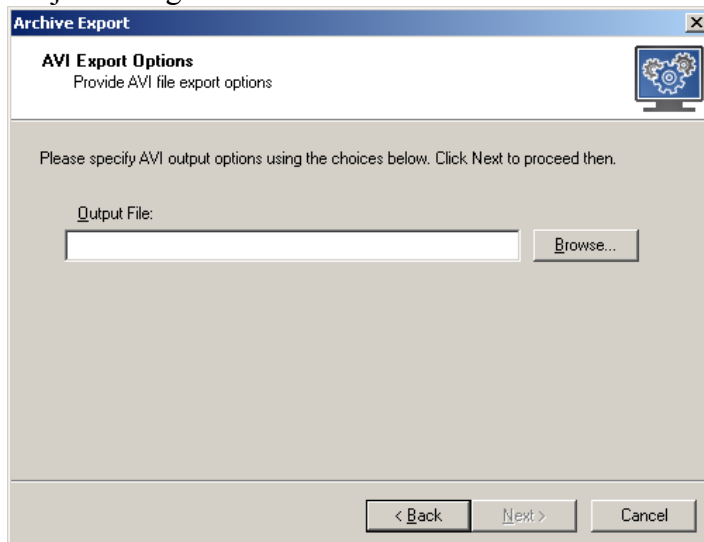 Archive Export
AVI Export Options
Provide AVI file export options
Please specify AVI output options using the choices below. Click Next to proceed then.
Output File:
Browse...
< Back
Next >
Cancel